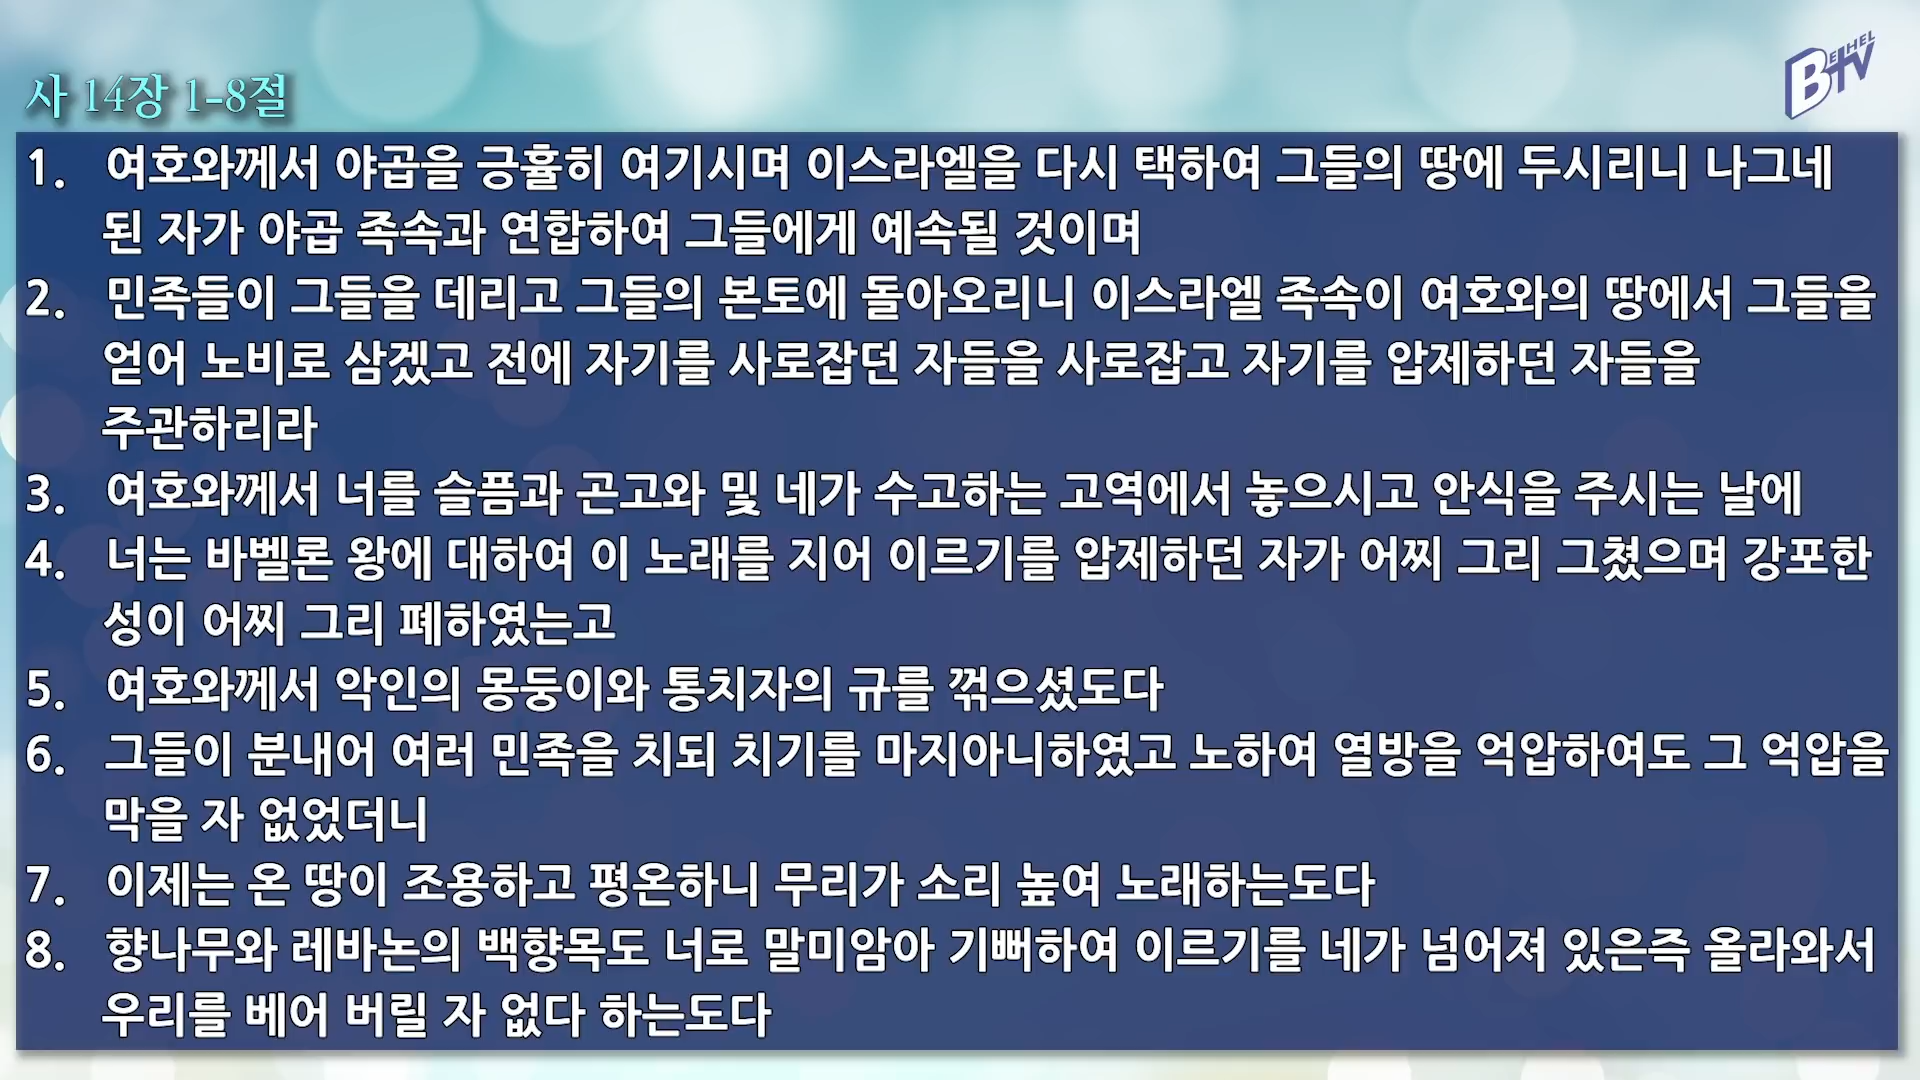 사 14장 1-8절
BETHEL TV
1. 여호와께서 야곱을 긍휼히 여기시며 이스라엘을 다시 택하여 그들의 땅에 두시리니 나그네
된 자가 야곱 족속과 연합하여 그들에게 예속될 것이며
2. 민족들이 그들을 데리고 그들의 본토에 돌아오리니 이스라엘 족속이 여호와의 땅에서 그들을
얻어 노비로 삼겠고 전에 자기를 사로잡던 자들을 사로잡고 자기를 압제하던 자들을
주관하리라
3. 여호와께서 너를 슬픔과 곤고와 및 네가 수고하는 고역에서 놓으시고 안식을 주시는 날에
4. 너는 바벨론 왕에 대하여 이 노래를 지어 이르기를 압제하던 자가 어찌 그리 그쳤으며 강포한
성이 어찌 그리 폐하였는고
5. 여호와께서 악인의 몽둥이와 통치자의 규를 꺾으셨도다
6. 그들이 분내어 여러 민족을 치되 치기를 마지아니하였고 노하여 열방을 억압하여도 그 억압을
막을 자 없었더니
7. 이제는 온 땅이 조용하고 평온하니 무리가 소리 높여 노래하는도다
8. 향나무와 레바논의 백향목도 너로 말미암아 기뻐하여 이르기를 네가 넘어져 있은즉 올라와서
우리를 베어 버릴 자 없다 하는도다